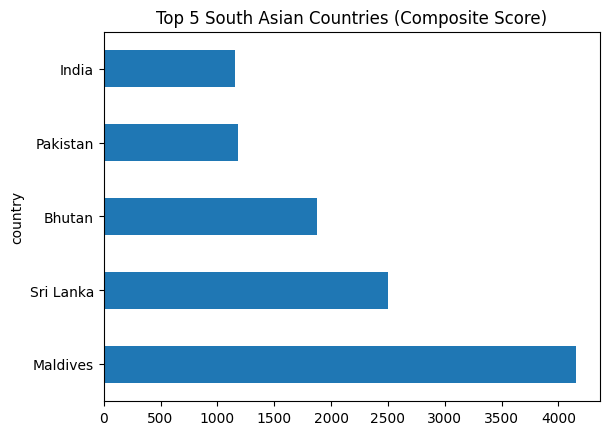 Top 5 South Asian Countries (Composite Score)
India
Pakistan
Bhutan
Sri Lanka
Maldives
country
0 500 1000 1500 2000 2500 3000 3500 4000